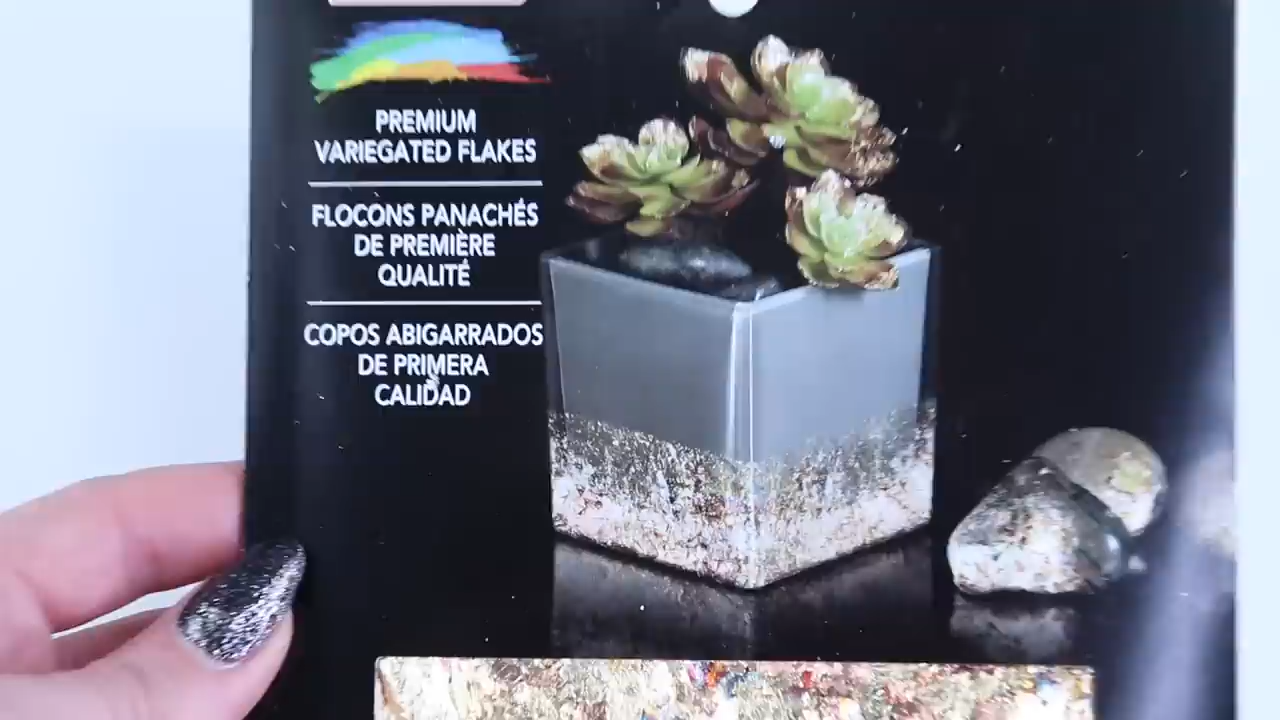 PREMIUM
VARIEGATED FLAKES
FLOCONS PANACHÉS
DE PREMIÈRE
QUALITÉ
COPOS ABIGARRADOS
DE PRIMERA
CALIDAD